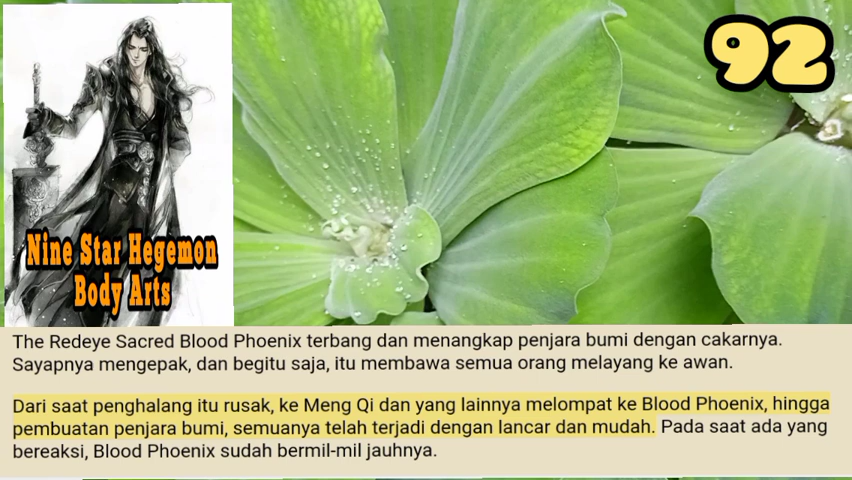 92
Nine Star Hegemon
Body Arts
The Redeye Sacred Blood Phoenix terbang dan menangkap penjara bumi dengan cakarnya.
Sayapnya mengepak, dan begitu saja, itu membawa semua orang melayang ke awan.
Dari saat penghalang itu rusak, ke Meng Qi dan yang lainnya melompat ke Blood Phoenix, hingga
pembuatan penjara bumi, semuanya telah terjadi dengan lancar dan mudah. Pada saat ada yang
bereaksi, Blood Phoenix sudah bermil-mil jauhnya.